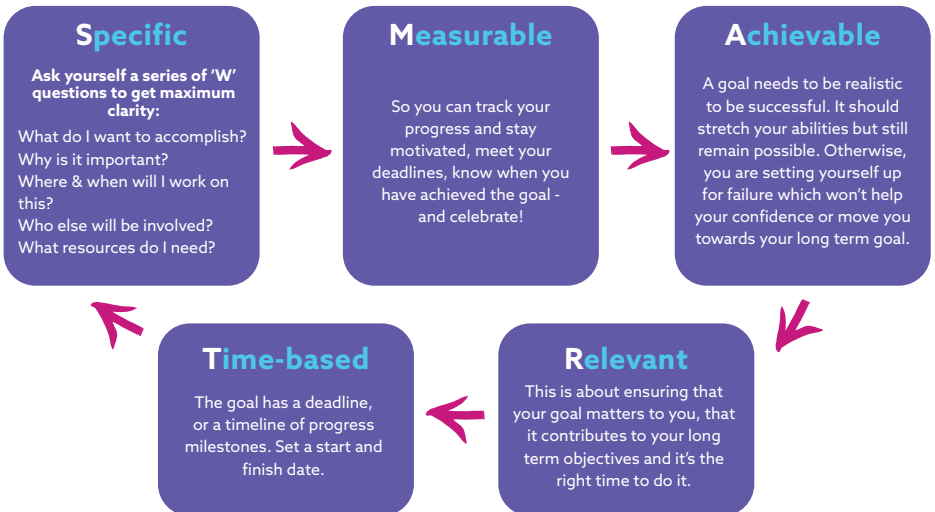 Specific
Ask yourself a series of ‘W’
questions to get maximum
clarity:
What do I want to accomplish?
Why is it important?
Where & when will I work on
this?
Who else will be involved?
What resources do I need?
Measurable
So you can track your
progress and stay
motivated, meet your
deadlines, know when you
have achieved the goal -
and celebrate!
Achievable
A goal needs to be realistic
to be successful. It should
stretch your abilities but still
remain possible. Otherwise,
you are setting yourself up
for failure which won’t help
your confidence or move you
towards your long term goal.
Relevant
This is about ensuring that
your goal matters to you, that
it contributes to your long
term objectives and it’s the
right time to do it.
Time-based
The goal has a deadline,
or a timeline of progress
milestones. Set a start and
finish date.